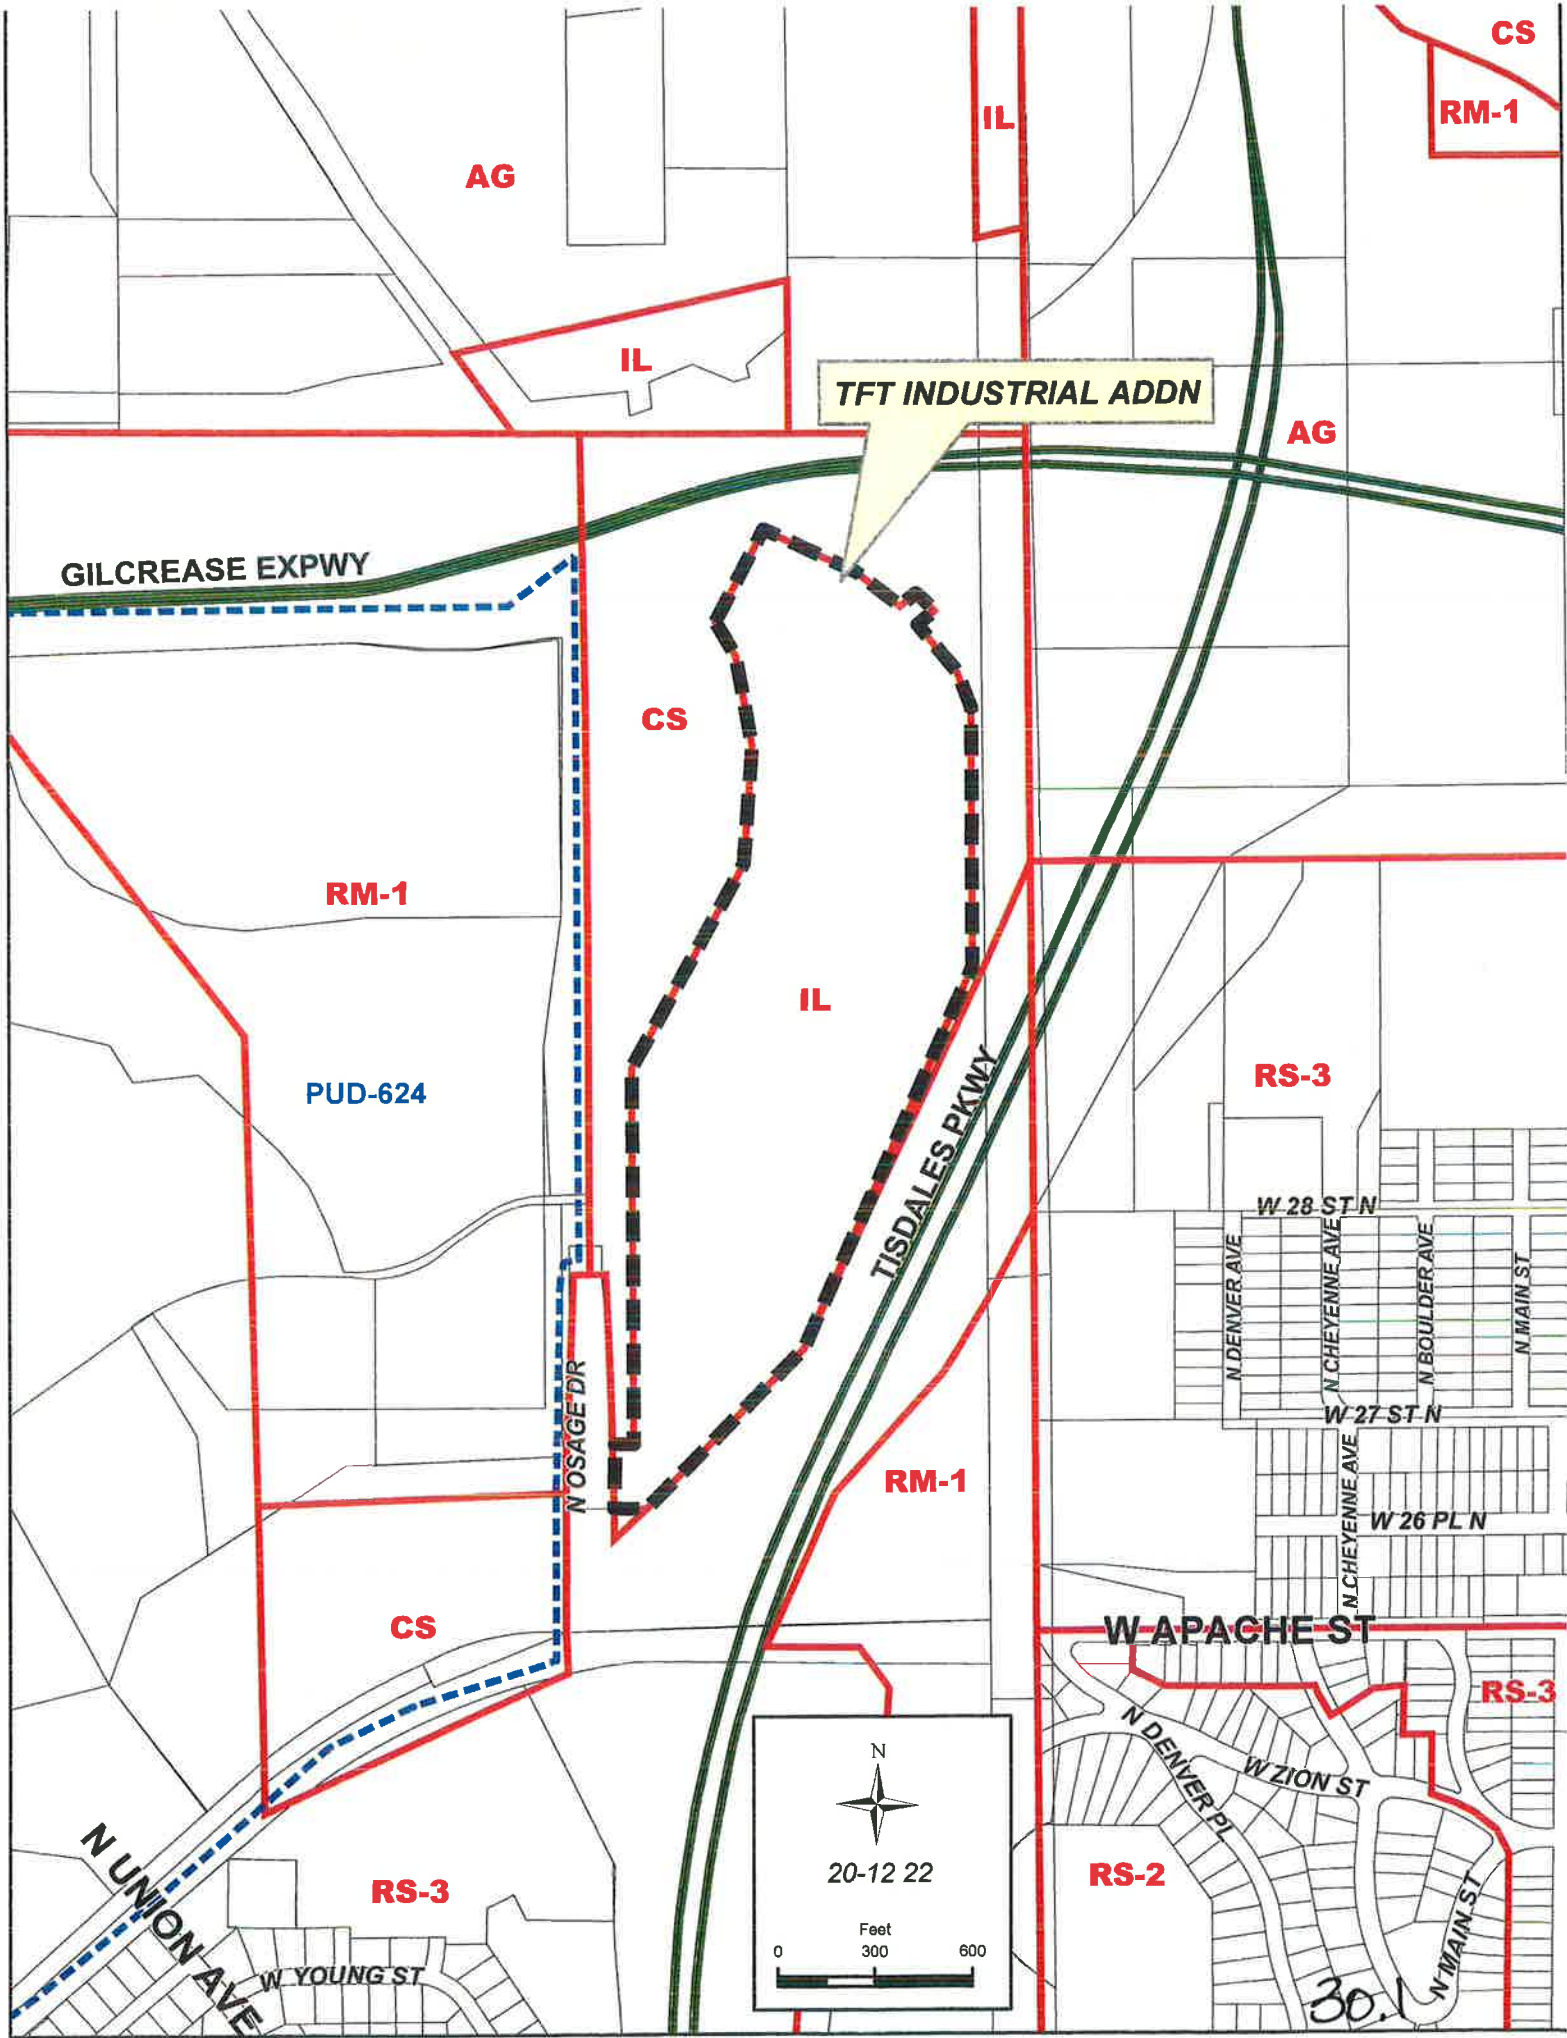 CS
RM-1
IL
AG
IL
TFT INDUSTRIAL ADDN
AG
GILCREASE EXPWY
CS
RM-1
IL
PUD-624
TISDALES PKWY
RS-3
W 28 ST N
N DENVER AVE
N CHEYENNE AVE
N BOULDER AVE
N MAIN ST
N OSAGE DR
W 27 ST N
RM-1
N CHEYENNE AVE
W 26 PL N
CS
W APACHE ST
RS-3
N DENVER PL
W ZION ST
N
20-12 22
Feet
0 300 600
N UNION AVE
RS-3
RS-2
W YOUNG ST
N MAIN ST
30.1